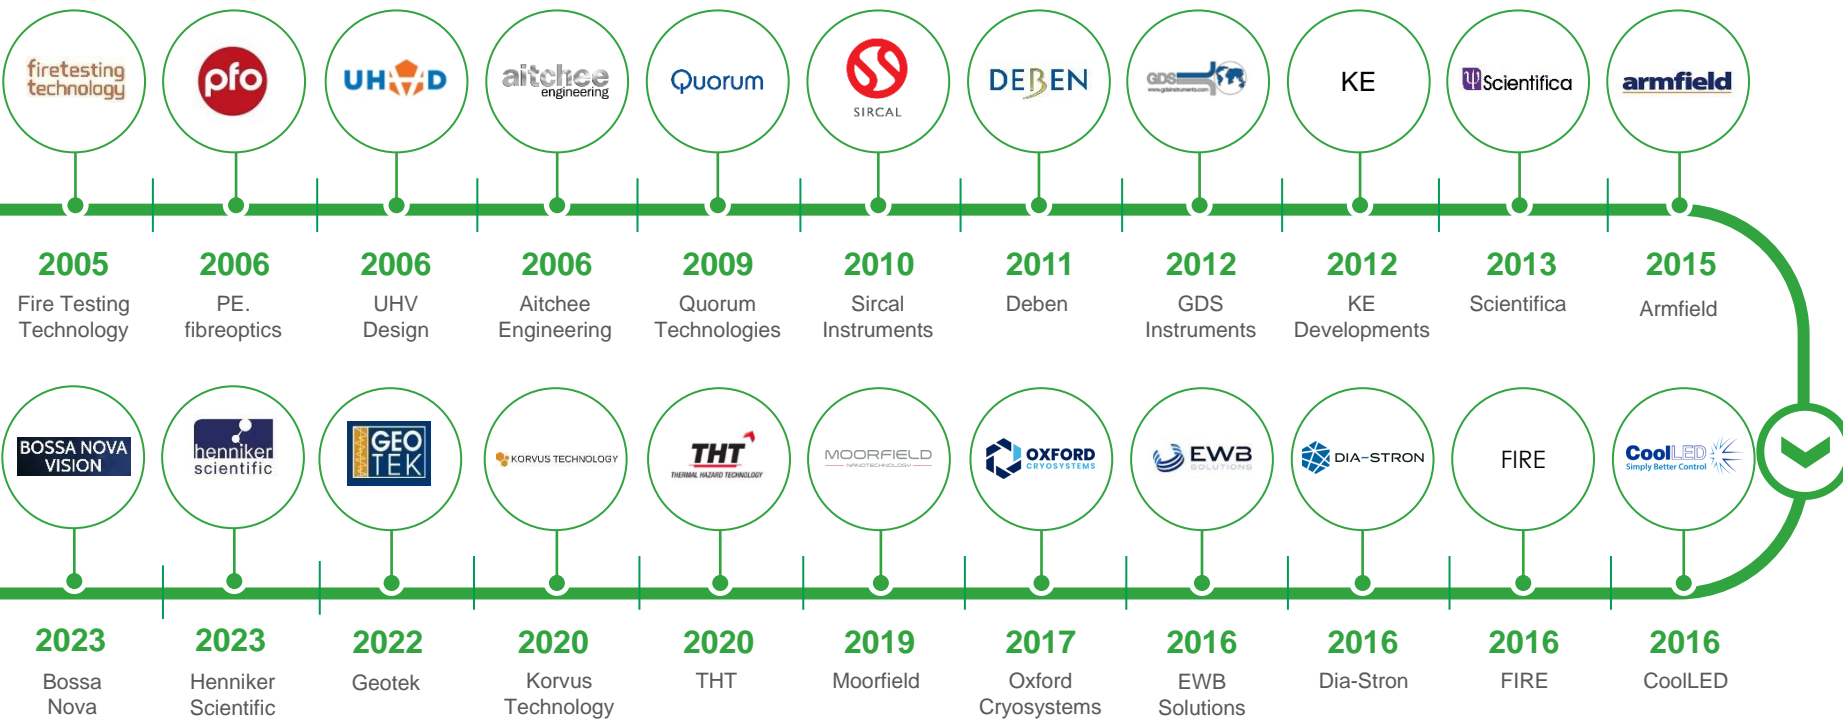 firetesting
technology
pfo
UHVD
aitchee
engineering
Quorum
SIRCAL
DEBEN
GDS
www.gdsinstruments.com
KE
Scientifica
armfield
2005
Fire Testing
Technology
2006
PE.
fibreoptics
2006
UHV
Design
2006
Aitchee
Engineering
2009
Quorum
Technologies
2010
Sircal
Instruments
2011
Deben
2012
GDS
Instruments
2012
KE
Developments
2013
Scientifica
2015
Armfield
BOSSA NOVA
VISION
henniker
scientific
GEO
TEK
KORVUS TECHNOLOGY
THT
THERMAL HAZARD TECHNOLOGY
MOORFIELD
NANOTECHNOLOGY
OXFORD
CRYOSYSTEMS
EWB
SOLUTIONS
DIA-STRON
FIRE
CoolLED
Simply Better Control
2023
Bossa
Nova
2023
Henniker
Scientific
2022
Geotek
2020
Korvus
Technology
2020
THT
2019
Moorfield
2017
Oxford
Cryosystems
2016
EWB
Solutions
2016
Dia-Stron
2016
FIRE
2016
CoolLED